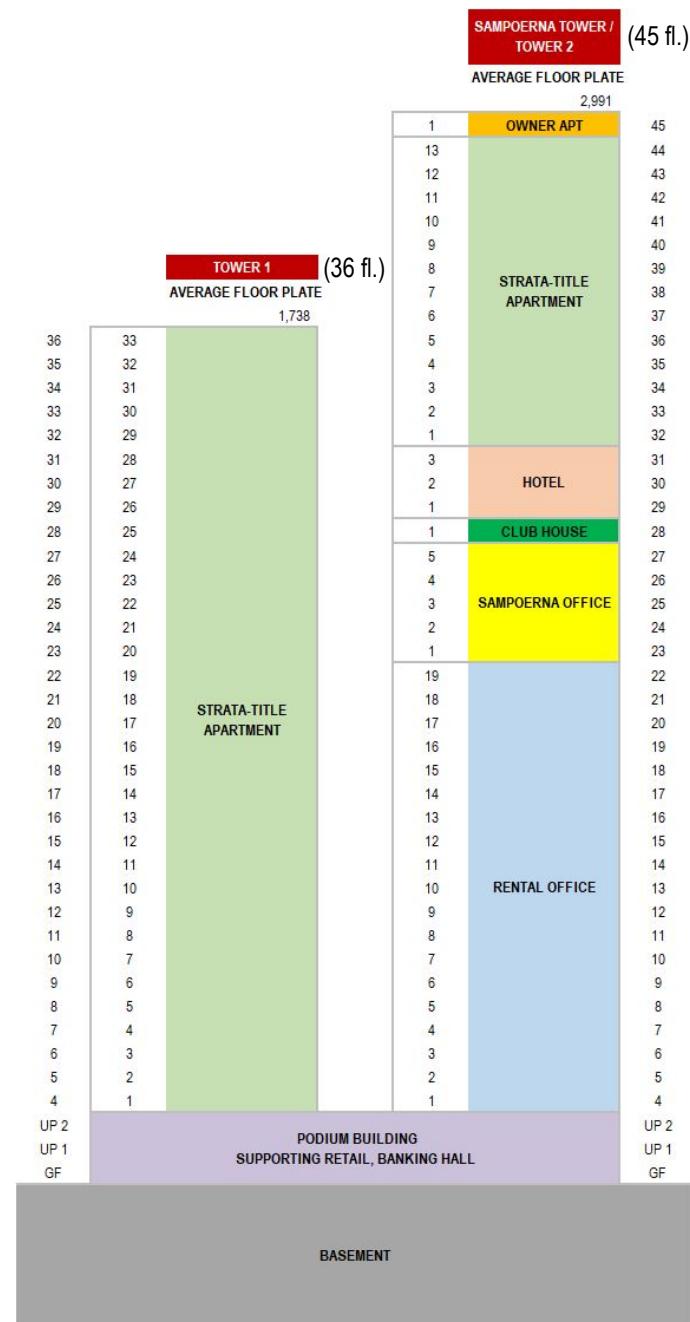 SAMPOERNA TOWER / (45 fl.)
TOWER 2
AVERAGE FLOOR PLATE
2,991
1 OWNER APT 45
13 44
12 43
11 42
10 41
9 40
TOWER 1 (36 fl.) 8 39
AVERAGE FLOOR PLATE 7 STRATA-TITLE 38
1,738 6 APARTMENT 37
36 33 5 36
35 32 4 35
34 31 3 34
33 30 2 33
32 29 1 32
31 28 3 31
30 27 2 HOTEL 30
29 26 1 29
28 25 1 CLUB HOUSE 28
27 24 5 27
26 23 4 26
25 22 3 SAMPOERNA OFFICE 25
24 21 2 24
23 20 1 23
22 19 19 22
21 18 STRATA-TITLE 18 21
20 17 APARTMENT 17 20
19 16 16 19
18 15 15 18
17 14 14 17
16 13 13 16
15 12 12 15
14 11 11 14
13 10 10 RENTAL OFFICE 13
12 9 9 12
11 8 8 11
10 7 7 10
9 6 6 9
8 5 5 8
7 4 4 7
6 3 3 6
5 2 2 5
4 1 1 4
UP 2 UP 2
PODIUM BUILDING
UP 1 SUPPORTING RETAIL, BANKING HALL UP 1
GF GF
BASEMENT